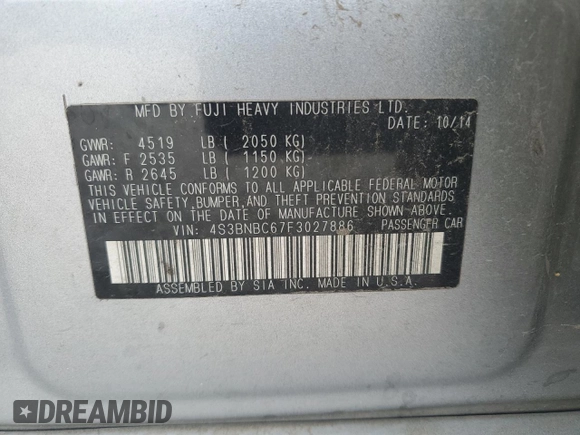 MFD BY FUJI HEAVY INDUSTRIES LTD.
DATE: 10/14
GVWR: 4519 LB ( 2050 KG)
GAWR: F 2535 LB ( 1150 KG)
GAWR: R 2645 LB ( 1200 KG)
THIS VEHICLE CONFORMS TO ALL APPLICABLE FEDERAL MOTOR
VEHICLE SAFETY, BUMPER, AND THEFT PREVENTION STANDARDS
IN EFFECT ON THE DATE OF MANUFACTURE SHOWN ABOVE.
VIN: 4S3BNBC67F3027886 PASSENGER CAR
ASSEMBLED BY SIA INC. MADE IN U.S.A.
DREAMBID